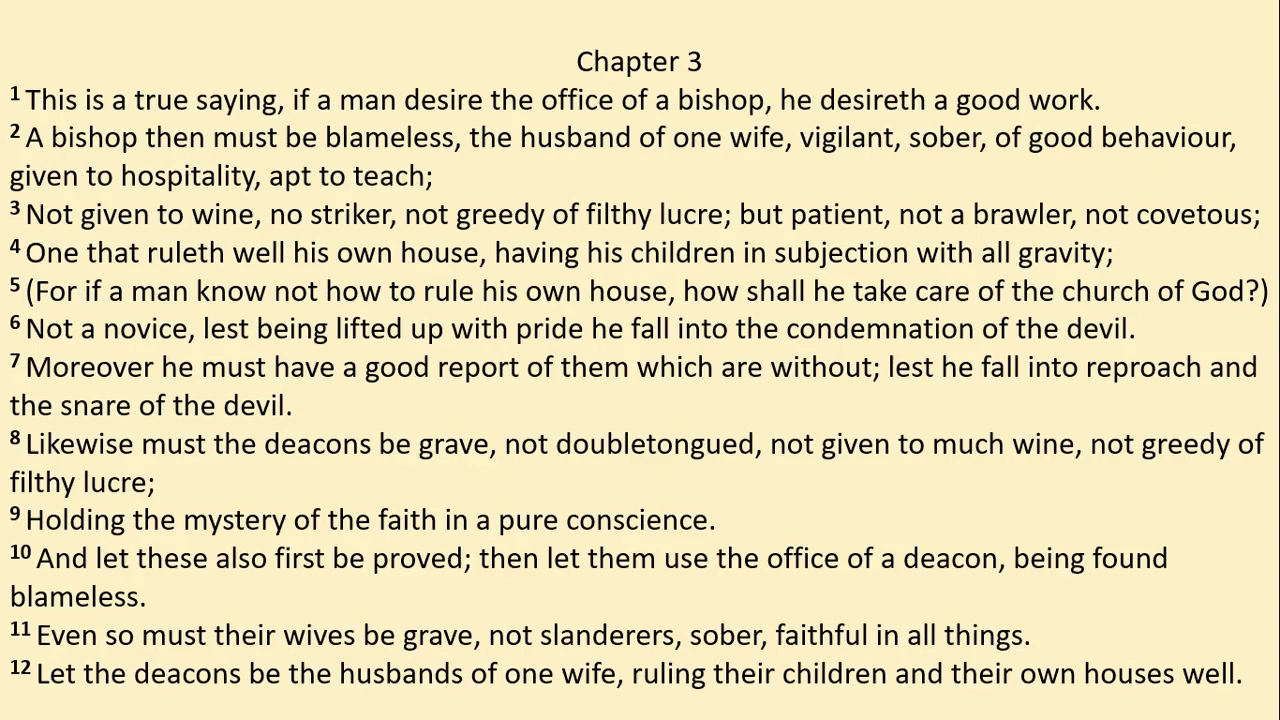 Chapter 3
1 This is a true saying, if a man desire the office of a bishop, he desireth a good work.
2 A bishop then must be blameless, the husband of one wife, vigilant, sober, of good behaviour,
given to hospitality, apt to teach;
3 Not given to wine, no striker, not greedy of filthy lucre; but patient, not a brawler, not covetous;
4 One that ruleth well his own house, having his children in subjection with all gravity;
5 (For if a man know not how to rule his own house, how shall he take care of the church of God?)
6 Not a novice, lest being lifted up with pride he fall into the condemnation of the devil.
7 Moreover he must have a good report of them which are without; lest he fall into reproach and
the snare of the devil.
8 Likewise must the deacons be grave, not doubletongued, not given to much wine, not greedy of
filthy lucre;
9 Holding the mystery of the faith in a pure conscience.
10 And let these also first be proved; then let them use the office of a deacon, being found
blameless.
11 Even so must their wives be grave, not slanderers, sober, faithful in all things.
12 Let the deacons be the husbands of one wife, ruling their children and their own houses well.